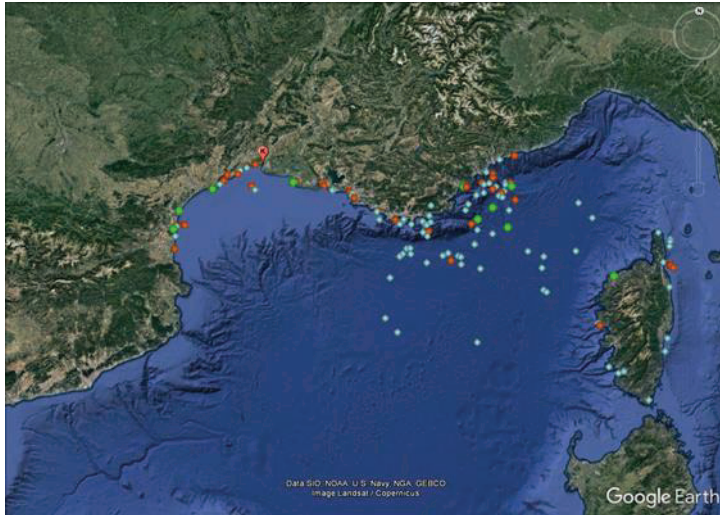 N
Data SIO, NOAA, U.S. Navy, NGA, GEBCO
Image Landsat / Copernicus
Google Earth